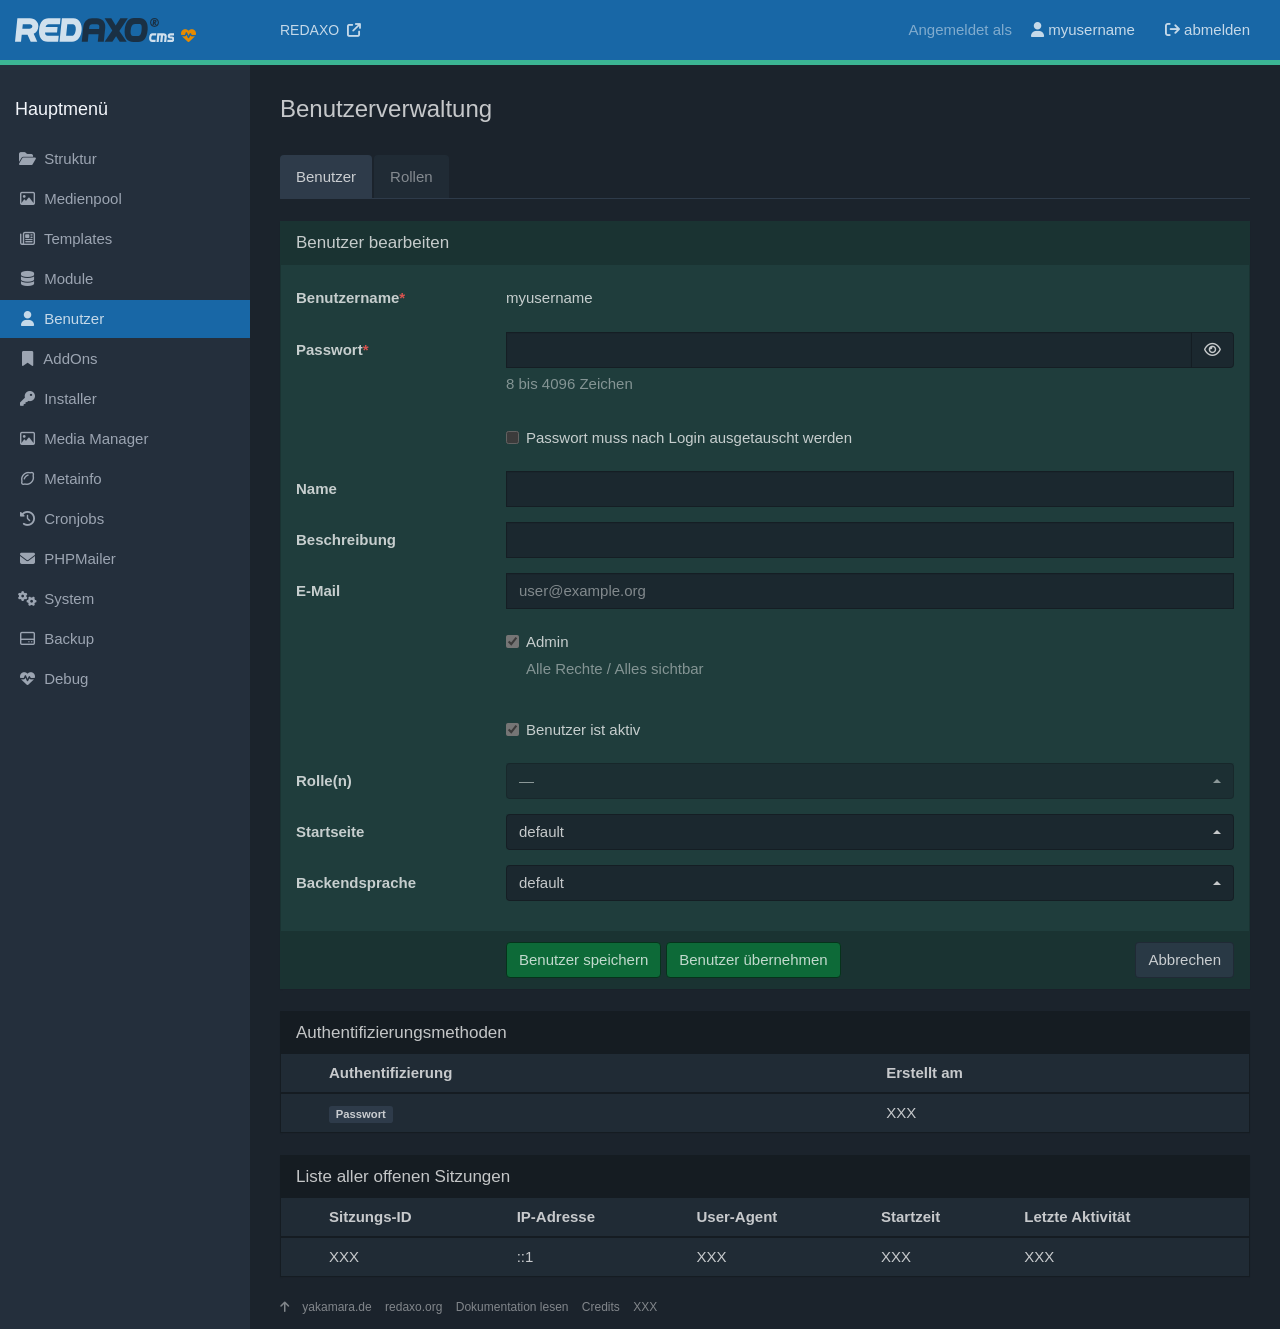 REDAXO® cms
REDAXO
Angemeldet als myusername abmelden
Hauptmenü
Struktur
Medienpool
Templates
Module
Benutzer
AddOns
Installer
Media Manager
Metainfo
Cronjobs
PHPMailer
System
Backup
Debug
Benutzerverwaltung
Benutzer Rollen
Benutzer bearbeiten
Benutzername* myusername
Passwort*
8 bis 4096 Zeichen
Passwort muss nach Login ausgetauscht werden
Name
Beschreibung
E-Mail user@example.org
Admin
Alle Rechte / Alles sichtbar
Benutzer ist aktiv
Rolle(n) —
Startseite default
Backendsprache default
Benutzer speichern Benutzer übernehmen Abbrechen
Authentifizierungsmethoden
Authentifizierung Erstellt am
Passwort XXX
Liste aller offenen Sitzungen
Sitzungs-ID IP-Adresse User-Agent Startzeit Letzte Aktivität
XXX ::1 XXX XXX XXX
yakamara.de redaxo.org Dokumentation lesen Credits XXX